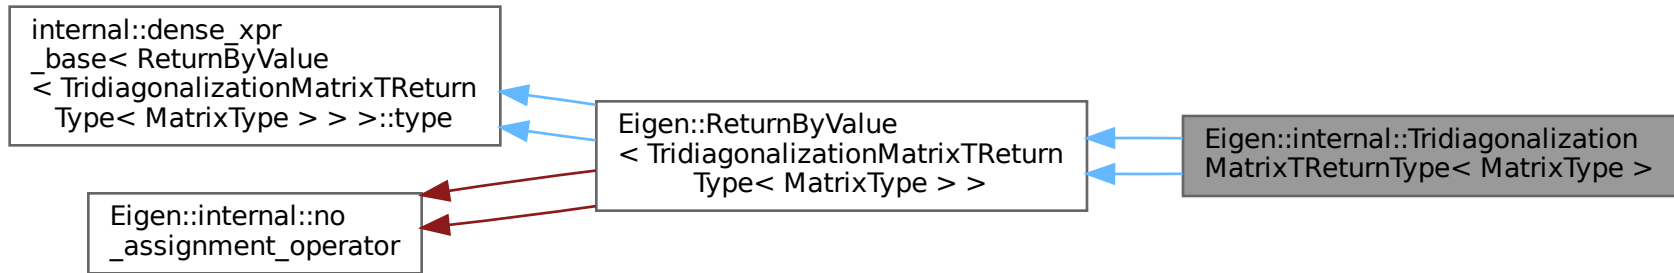 internal::dense_xpr
_base< ReturnByValue
< TridiagonalizationMatrixTReturn
Type< MatrixType > > >::type
Eigen::internal::no
_assignment_operator
Eigen::ReturnByValue
< TridiagonalizationMatrixTReturn
Type< MatrixType > >
Eigen::internal::Tridiagonalization
MatrixTReturnType< MatrixType >